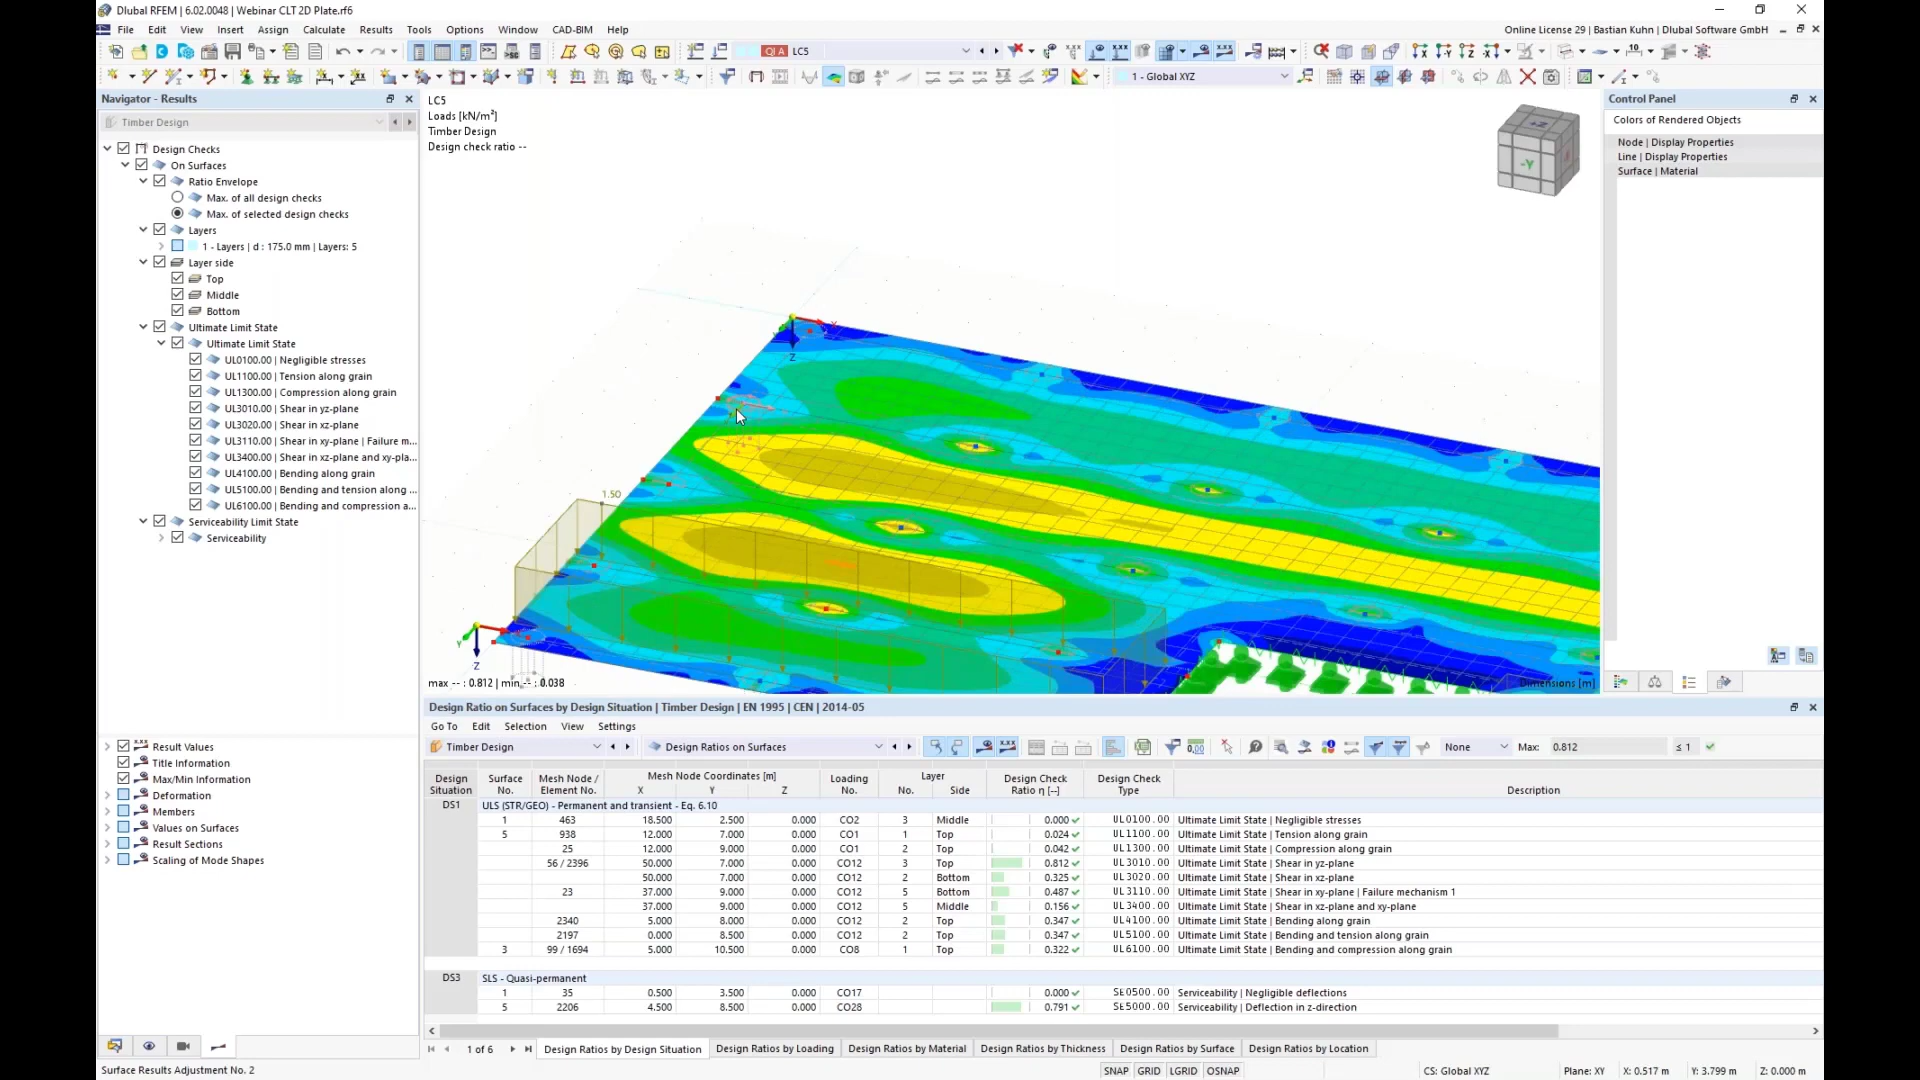 Dlubal RFEM | 6.02.0048 | Webinar CLT 2D Plate.rf6
File Edit View Insert Assign Calculate Results Tools Options Window CAD-BIM Help
Online License 29 | Bastian Kuhn | Dlubal Software GmbH
QI A LC5
1 - Global XYZ
Navigator - Results
Timber Design
Design Checks
On Surfaces
Ratio Envelope
Max. of all design checks
Max. of selected design checks
Layers
1 - Layers | d : 175.0 mm | Layers: 5
Layer side
Top
Middle
Bottom
Ultimate Limit State
Ultimate Limit State
UL0100.00 | Negligible stresses
UL1100.00 | Tension along grain
UL1300.00 | Compression along grain
UL3010.00 | Shear in yz-plane
UL3020.00 | Shear in xz-plane
UL3110.00 | Shear in xy-plane | Failure m...
UL3400.00 | Shear in xz-plane and xy-pla...
UL4100.00 | Bending along grain
UL5100.00 | Bending and tension along ...
UL6100.00 | Bending and compression a...
Serviceability Limit State
Serviceability
Result Values
Title Information
Max/Min Information
Deformation
Members
Values on Surfaces
Result Sections
Scaling of Mode Shapes
LC5
Loads [kN/m²]
Timber Design
Design check ratio --
-Y
X
Z
1.50
Y
Z
max -- : 0.812 | min -- : 0.038
Dimensions [m]
Control Panel
Colors of Rendered Objects
Node | Display Properties
Line | Display Properties
Surface | Material
Design Ratio on Surfaces by Design Situation | Timber Design | EN 1995 | CEN | 2014-05
Go To Edit Selection View Settings
Timber Design Design Ratios on Surfaces None Max: 0.812 ≤ 1
Design Situation Surface No. Mesh Node / Element No. Mesh Node Coordinates [m] X Y Z Loading No. Layer No. Side Design Check Ratio η [--] Design Check Type Description
DS1 ULS (STR/GEO) - Permanent and transient - Eq. 6.10
1 463 18.500 2.500 0.000 CO2 3 Middle 0.000 UL0100.00 Ultimate Limit State | Negligible stresses
5 938 12.000 7.000 0.000 CO1 1 Top 0.024 UL1100.00 Ultimate Limit State | Tension along grain
25 12.000 9.000 0.000 CO1 2 Top 0.042 UL1300.00 Ultimate Limit State | Compression along grain
56 / 2396 50.000 7.000 0.000 CO12 3 Top 0.812 UL3010.00 Ultimate Limit State | Shear in yz-plane
50.000 7.000 0.000 CO12 2 Bottom 0.325 UL3020.00 Ultimate Limit State | Shear in xz-plane
23 37.000 9.000 0.000 CO12 5 Bottom 0.487 UL3110.00 Ultimate Limit State | Shear in xy-plane | Failure mechanism 1
37.000 9.000 0.000 CO12 5 Middle 0.156 UL3400.00 Ultimate Limit State | Shear in xz-plane and xy-plane
2340 5.000 8.000 0.000 CO12 2 Top 0.347 UL4100.00 Ultimate Limit State | Bending along grain
2197 0.000 8.500 0.000 CO12 2 Top 0.347 UL5100.00 Ultimate Limit State | Bending and tension along grain
3 99 / 1694 5.000 10.500 0.000 CO8 1 Top 0.322 UL6100.00 Ultimate Limit State | Bending and compression along grain
DS3 SLS - Quasi-permanent
1 35 0.500 3.500 0.000 CO17 0.000 SE0500.00 Serviceability | Negligible deflections
5 2206 4.500 8.500 0.000 CO28 0.791 SE5000.00 Serviceability | Deflection in z-direction
1 of 6 Design Ratios by Design Situation Design Ratios by Loading Design Ratios by Material Design Ratios by Thickness Design Ratios by Surface Design Ratios by Location
Surface Results Adjustment No. 2 SNAP GRID LGRID OSNAP CS: Global XYZ Plane: XY X: 0.517 m Y: 3.799 m Z: 0.000 m